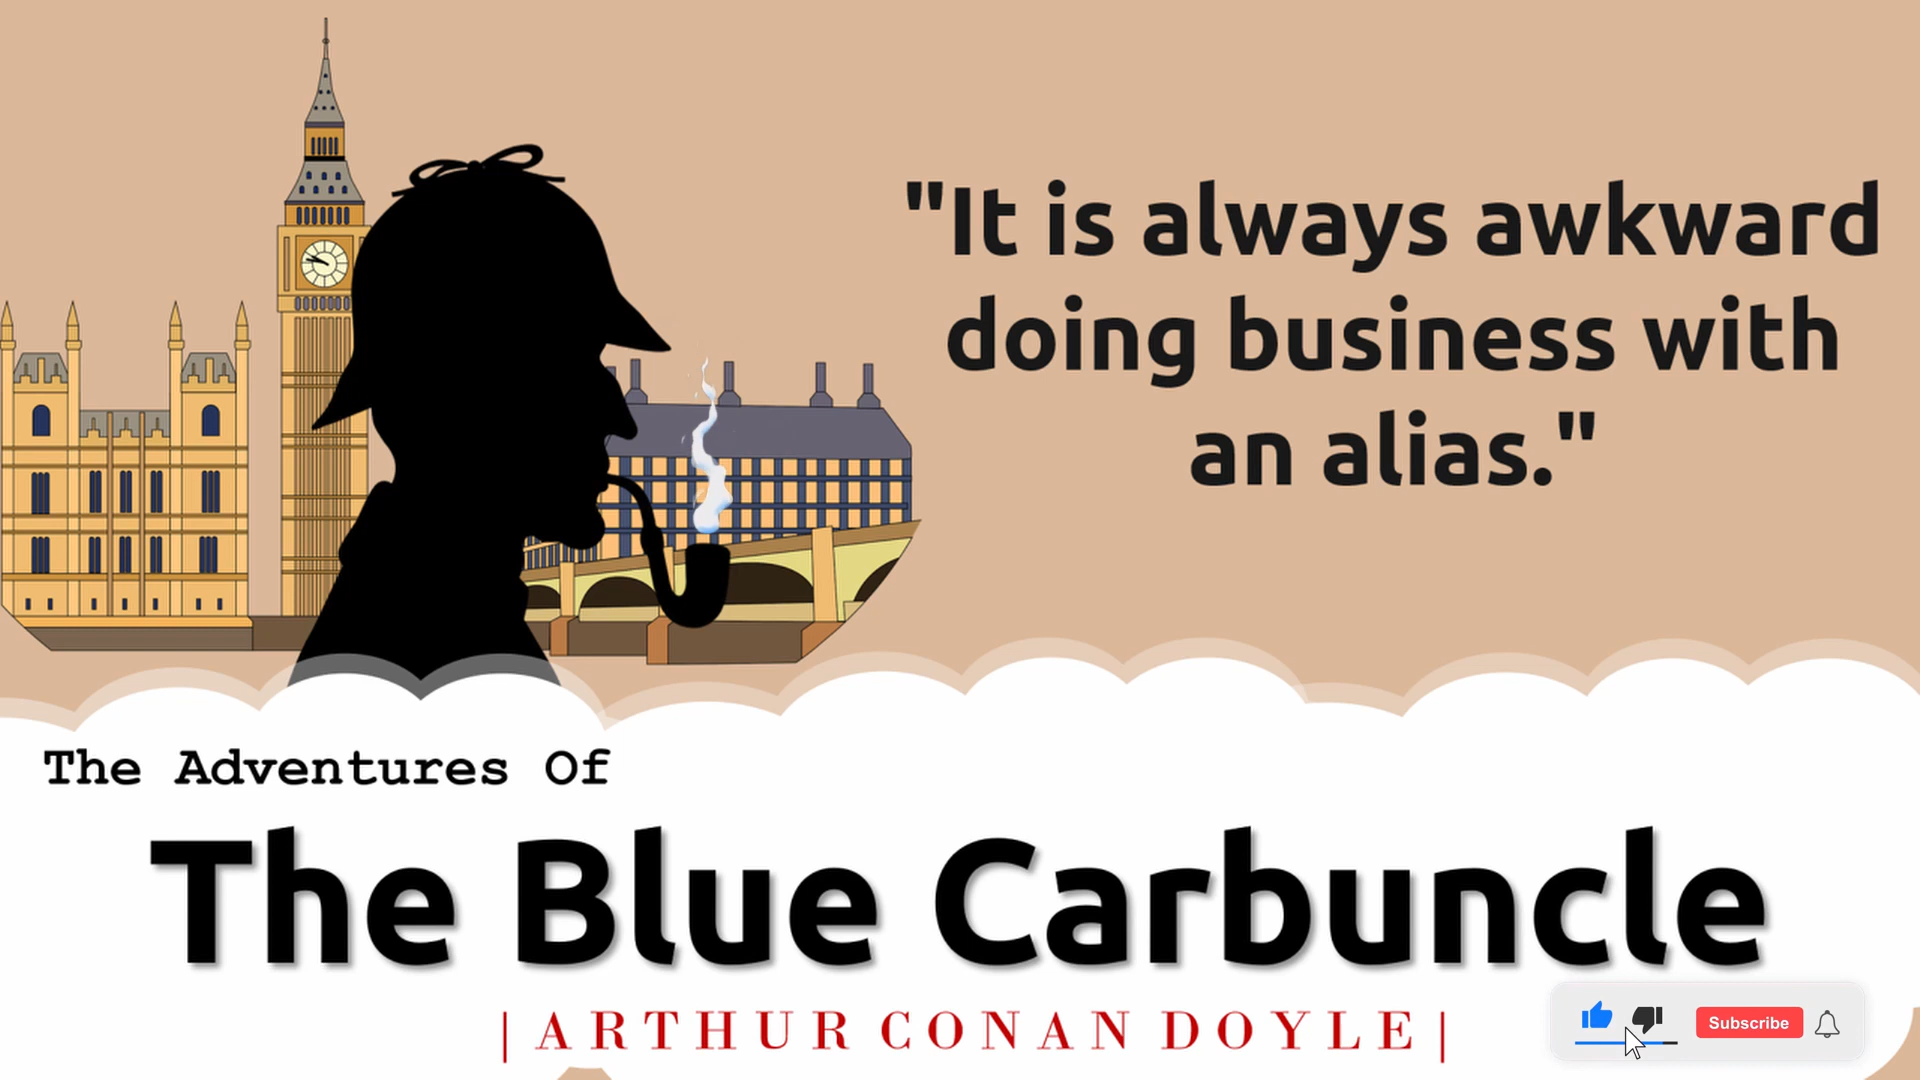 "It is always awkward
doing business with
an alias."
The Adventures Of
The Blue Carbuncle
| ARTHUR CONAN DOYLE |
Subscribe